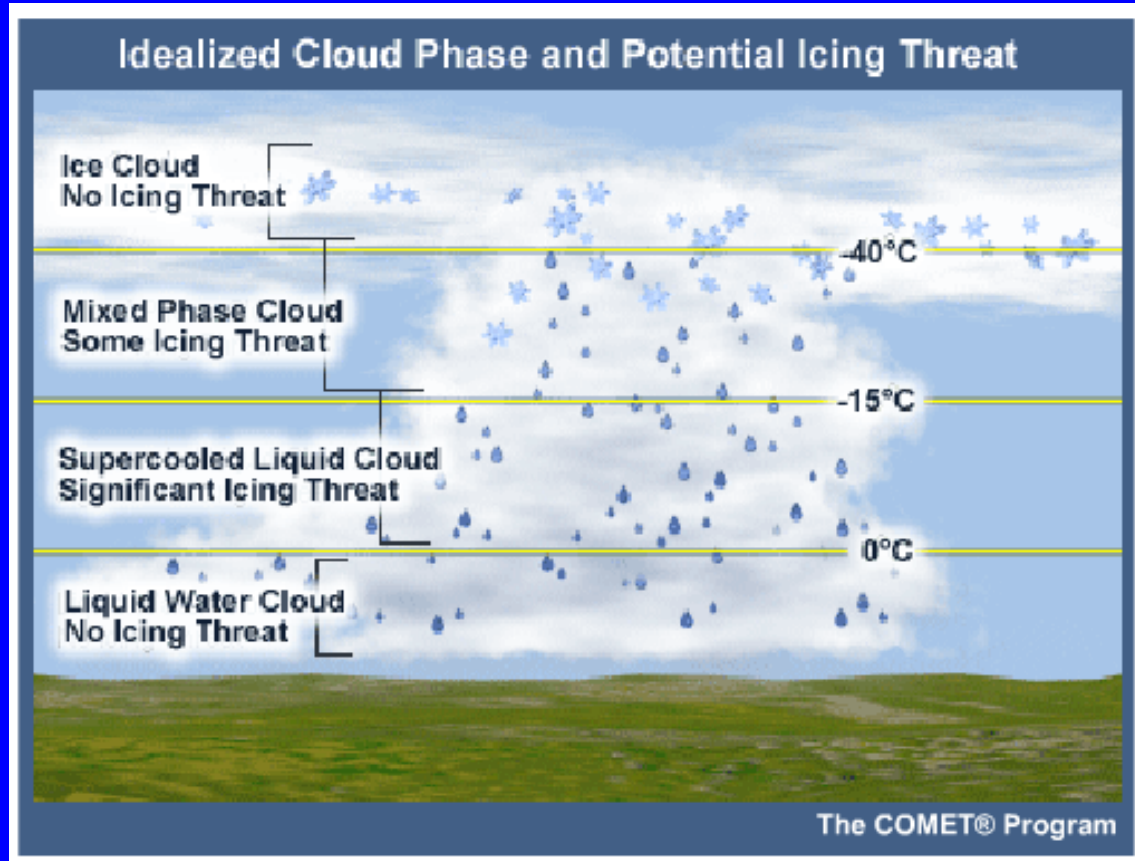 Idealized Cloud Phase and Potential Icing Threat
Ice Cloud
No Icing Threat
-40°C
Mixed Phase Cloud
Some Icing Threat
-15°C
Supercooled Liquid Cloud
Significant Icing Threat
0°C
Liquid Water Cloud
No Icing Threat
The COMET® Program